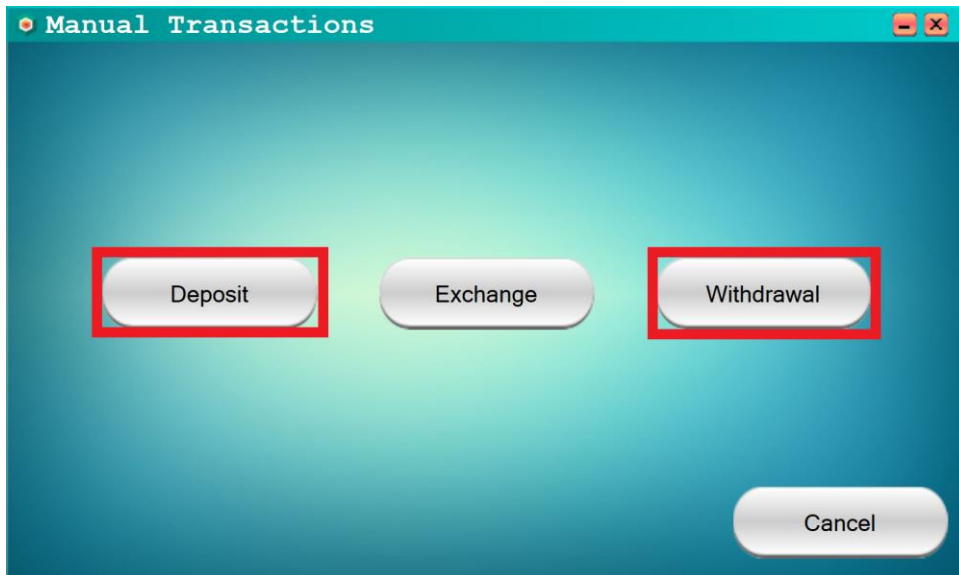 Manual Transactions
Deposit
Exchange
Withdrawal
Cancel